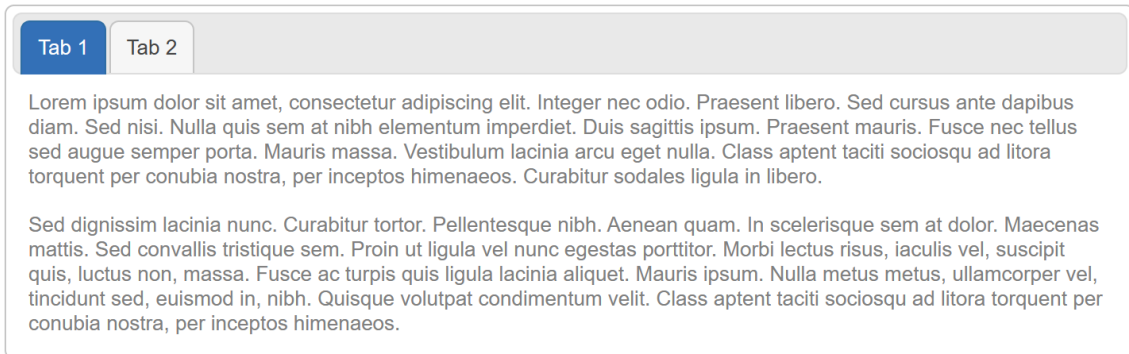 Tab 1
Tab 2
Lorem ipsum dolor sit amet, consectetur adipiscing elit. Integer nec odio. Praesent libero. Sed cursus ante dapibus
diam. Sed nisi. Nulla quis sem at nibh elementum imperdiet. Duis sagittis ipsum. Praesent mauris. Fusce nec tellus
sed augue semper porta. Mauris massa. Vestibulum lacinia arcu eget nulla. Class aptent taciti sociosqu ad litora
torquent per conubia nostra, per inceptos himenaeos. Curabitur sodales ligula in libero.
Sed dignissim lacinia nunc. Curabitur tortor. Pellentesque nibh. Aenean quam. In scelerisque sem at dolor. Maecenas
mattis. Sed convallis tristique sem. Proin ut ligula vel nunc egestas porttitor. Morbi lectus risus, iaculis vel, suscipit
quis, luctus non, massa. Fusce ac turpis quis ligula lacinia aliquet. Mauris ipsum. Nulla metus metus, ullamcorper vel,
tincidunt sed, euismod in, nibh. Quisque volutpat condimentum velit. Class aptent taciti sociosqu ad litora torquent per
conubia nostra, per inceptos himenaeos.